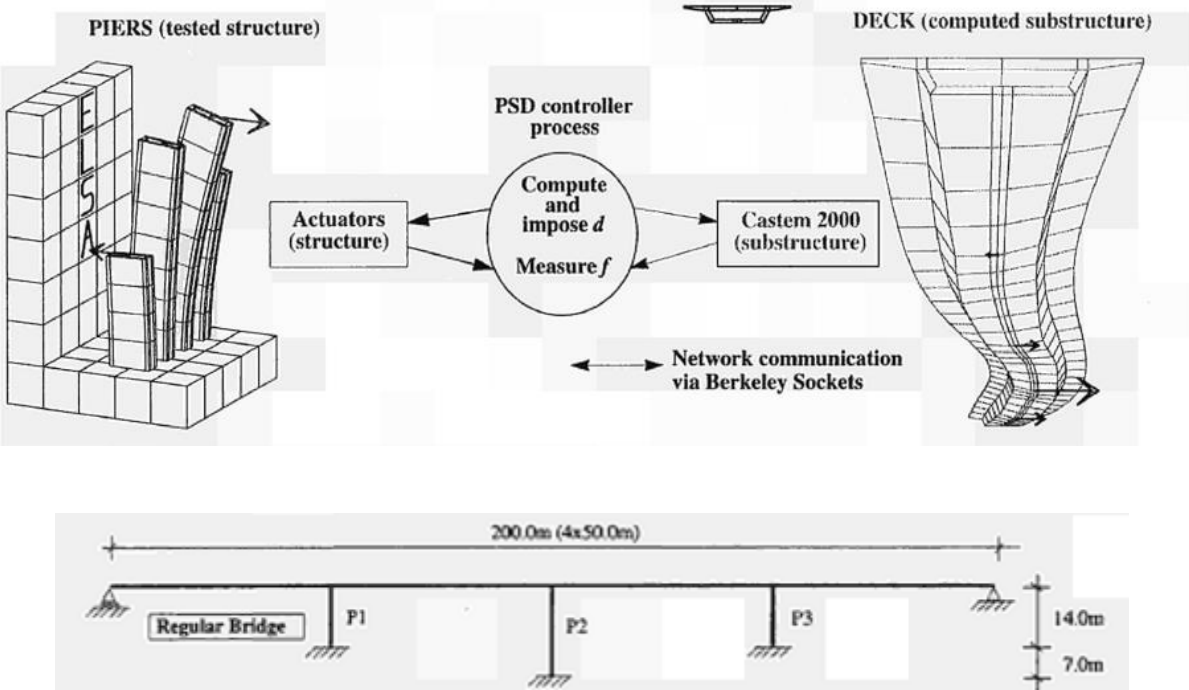 PIERS (tested structure)
DECK (computed substructure)
ELSA
PSD controller
process
Compute
and
impose d
Measure f
Actuators
(structure)
Castem 2000
(substructure)
Network communication
via Berkeley Sockets
200.0m (4x50.0m)
Regular Bridge
P1
P2
P3
14.0m
7.0m